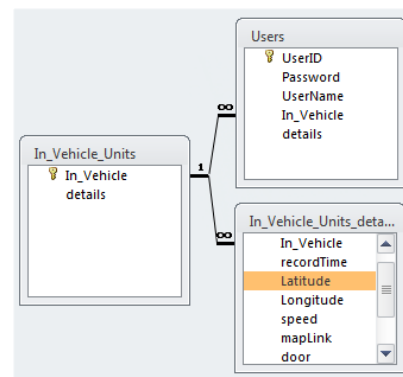 Users
UserID
Password
UserName
In_Vehicle
details
In_Vehicle_Units
In_Vehicle
details
1
∞
∞
In_Vehicle_Units_deta...
In_Vehicle
recordTime
Latitude
Longitude
speed
mapLink
door